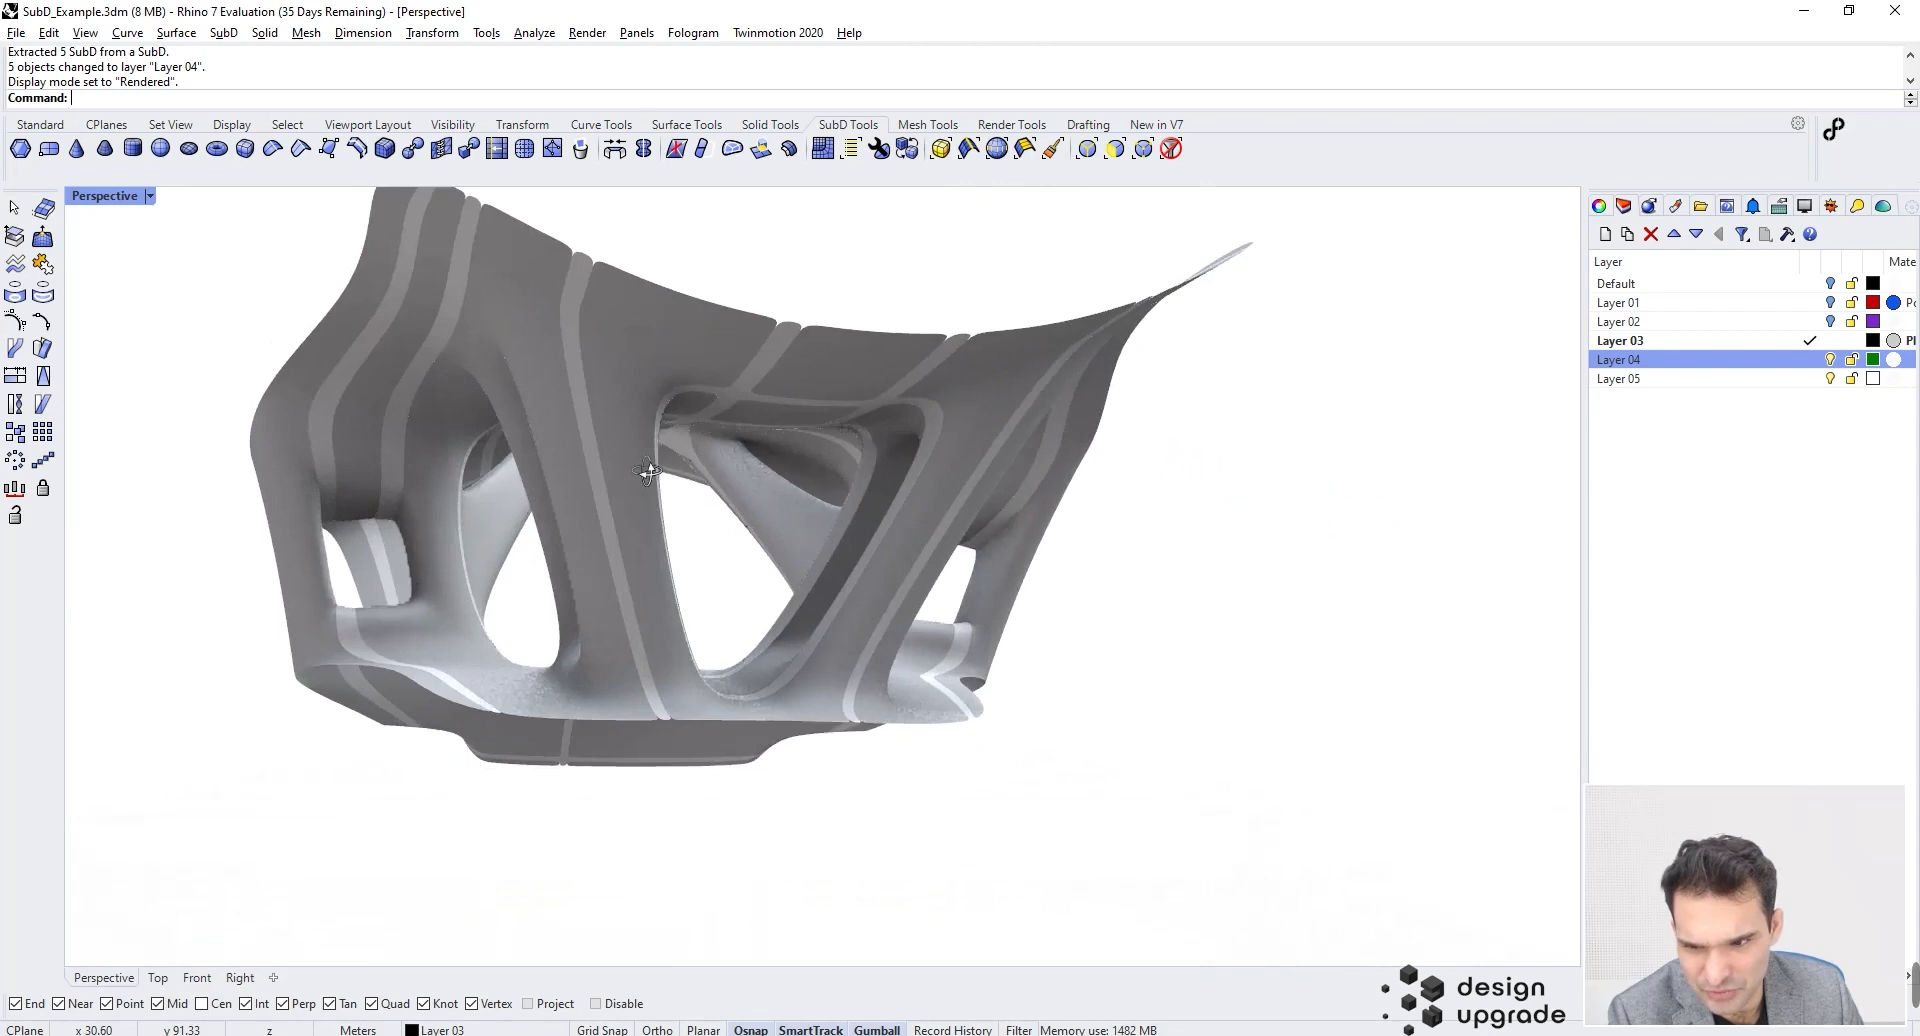 SubD_Example.3dm (8 MB) - Rhino 7 Evaluation (35 Days Remaining) - [Perspective]
File Edit View Curve Surface SubD Solid Mesh Dimension Transform Tools Analyze Render Panels Fologram Twinmotion 2020 Help
Extracted 5 SubD from a SubD.
5 objects changed to layer "Layer 04".
Display mode set to "Rendered".
Command:
Standard CPlanes Set View Display Select Viewport Layout Visibility Transform Curve Tools Surface Tools Solid Tools SubD Tools Mesh Tools Render Tools Drafting New in V7
Perspective
Layer Mate
Default
Layer 01 Po
Layer 02
Layer 03 Pl
Layer 04
Layer 05
Perspective Top Front Right
End Near Point Mid Cen Int Perp Tan Quad Knot Vertex Project Disable
design
upgrade
CPlane x 30.60 y 91.33 z Meters Layer 03 Grid Snap Ortho Planar Osnap SmartTrack Gumball Record History Filter Memory use: 1482 MB